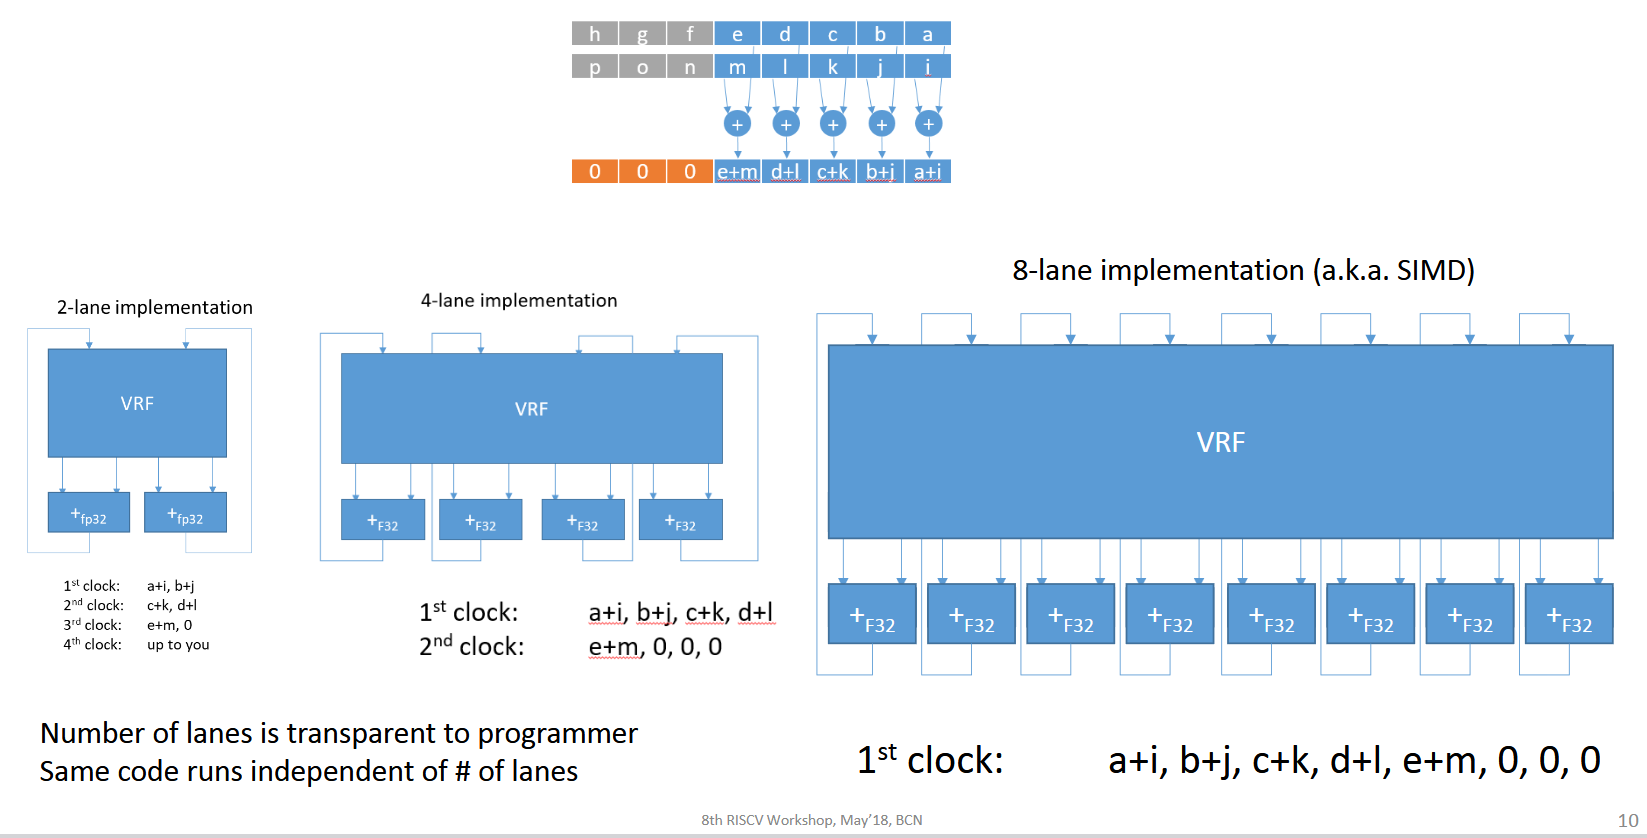 h g f e d c b a
p o n m l k j i
+ + + + +
0 0 0 e+m d+l c+k b+j a+i
8-lane implementation (a.k.a. SIMD)
2-lane implementation
4-lane implementation
VRF
VRF
VRF
+fp32 +fp32
+F32 +F32 +F32 +F32
+F32 +F32 +F32 +F32 +F32 +F32 +F32 +F32
1st clock: a+i, b+j
2nd clock: c+k, d+l
3rd clock: e+m, 0
4th clock: up to you
1st clock: a+i, b+j, c+k, d+l
2nd clock: e+m, 0, 0, 0
Number of lanes is transparent to programmer
Same code runs independent of # of lanes
1st clock: a+i, b+j, c+k, d+l, e+m, 0, 0, 0
8th RISCV Workshop, May'18, BCN
10